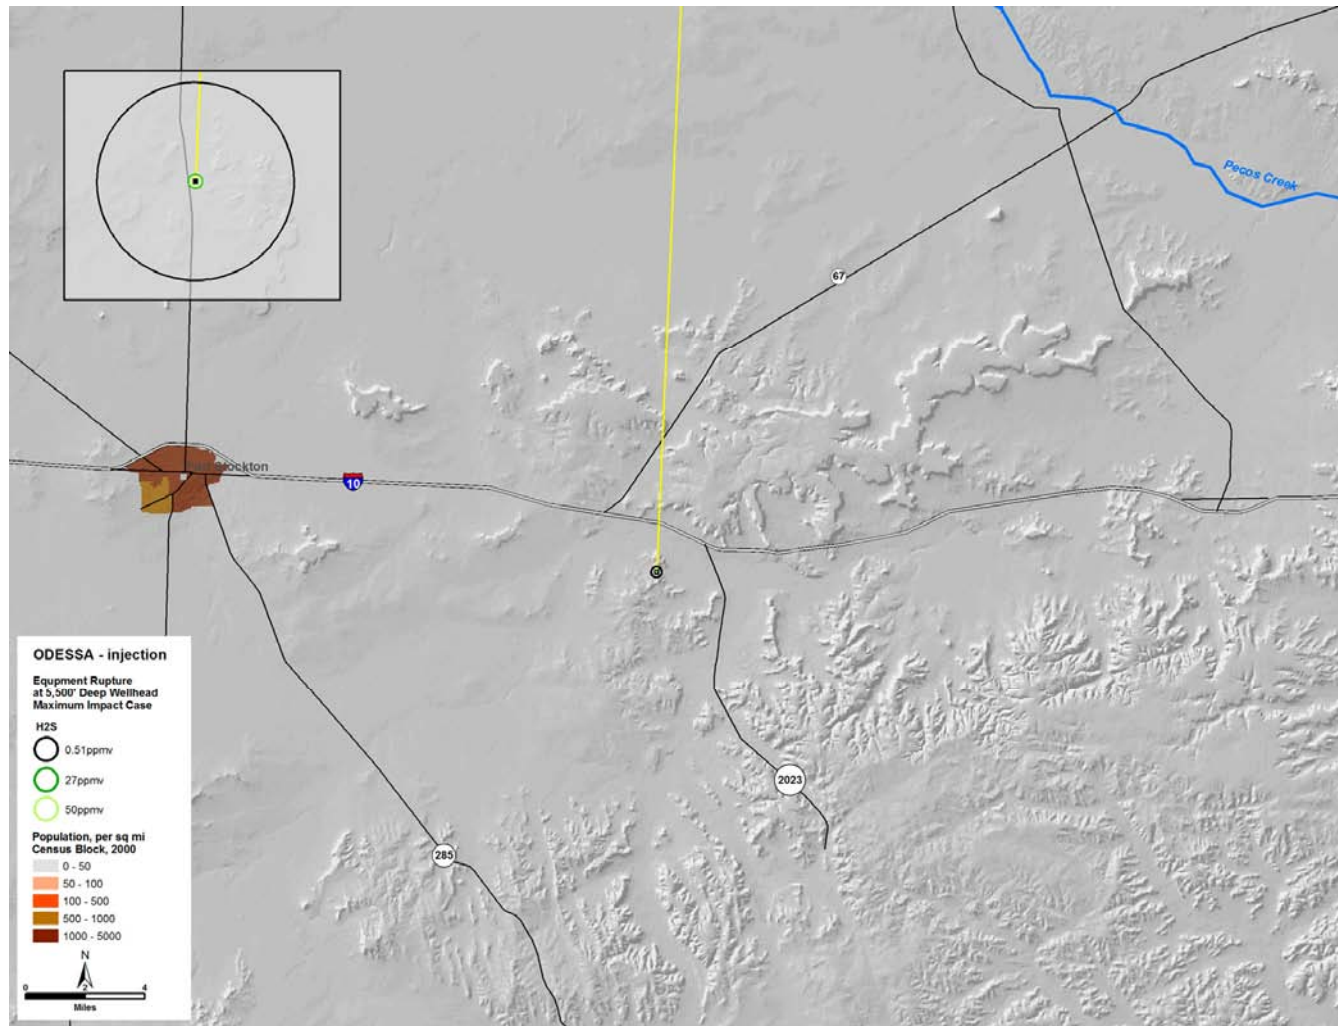 Pecos Creek
67
Stockton
10
ODESSA - injection
Equpment Rupture
at 5,500' Deep Wellhead
Maximum Impact Case
H2S
0.51ppmv
27ppmv
50ppmv
Population, per sq mi
Census Block, 2000
0 - 50
50 - 100
100 - 500
500 - 1000
1000 - 5000
N
0 2 4
Miles
2023
285